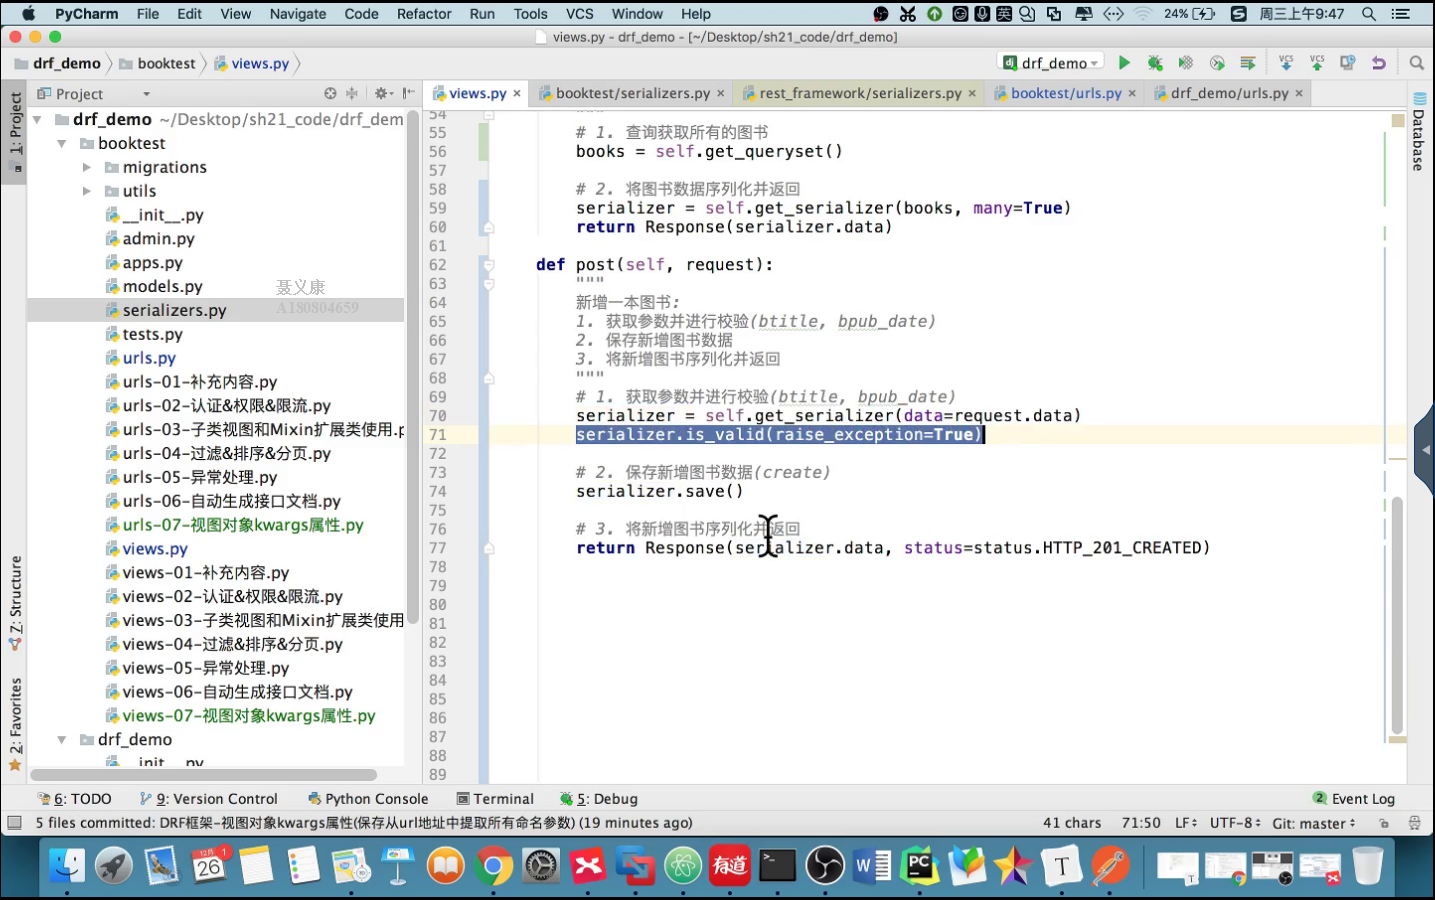 PyCharm File Edit View Navigate Code Refactor Run Tools VCS Window Help 英 24% 周三上午9:47
views.py - drf_demo - [~/Desktop/sh21_code/drf_demo]
drf_demo booktest views.py drf_demo
Project views.py booktest/serializers.py rest_framework/serializers.py booktest/urls.py drf_demo/urls.py
1: Project
7: Structure
2: Favorites
Database
drf_demo ~/Desktop/sh21_code/drf_dem
booktest
migrations
utils
__init__.py
admin.py
apps.py
models.py
serializers.py
tests.py
urls.py
urls-01-补充内容.py
urls-02-认证&权限&限流.py
urls-03-子类视图和Mixin扩展类使用.p
urls-04-过滤&排序&分页.py
urls-05-异常处理.py
urls-06-自动生成接口文档.py
urls-07-视图对象kwargs属性.py
views.py
views-01-补充内容.py
views-02-认证&权限&限流.py
views-03-子类视图和Mixin扩展类使用
views-04-过滤&排序&分页.py
views-05-异常处理.py
views-06-自动生成接口文档.py
views-07-视图对象kwargs属性.py
drf_demo
__init__.py
聂义康
A180804659
54 """
55 # 1. 查询获取所有的图书
56 books = self.get_queryset()
57
58 # 2. 将图书数据序列化并返回
59 serializer = self.get_serializer(books, many=True)
60 return Response(serializer.data)
61
62 def post(self, request):
63 """
64 新增一本图书:
65 1. 获取参数并进行校验(btitle, bpub_date)
66 2. 保存新增图书数据
67 3. 将新增图书序列化并返回
68 """
69 # 1. 获取参数并进行校验(btitle, bpub_date)
70 serializer = self.get_serializer(data=request.data)
71 serializer.is_valid(raise_exception=True)
72
73 # 2. 保存新增图书数据(create)
74 serializer.save()
75
76 # 3. 将新增图书序列化并返回
77 return Response(serializer.data, status=status.HTTP_201_CREATED)
78
79
80
81
82
83
84
85
86
87
88
89
6: TODO 9: Version Control Python Console Terminal 5: Debug 2 Event Log
5 files committed: DRF框架-视图对象kwargs属性(保存从url地址中提取所有命名参数) (19 minutes ago) 41 chars 71:50 LF UTF-8 Git: master
12月 26 1 有道 W PC T